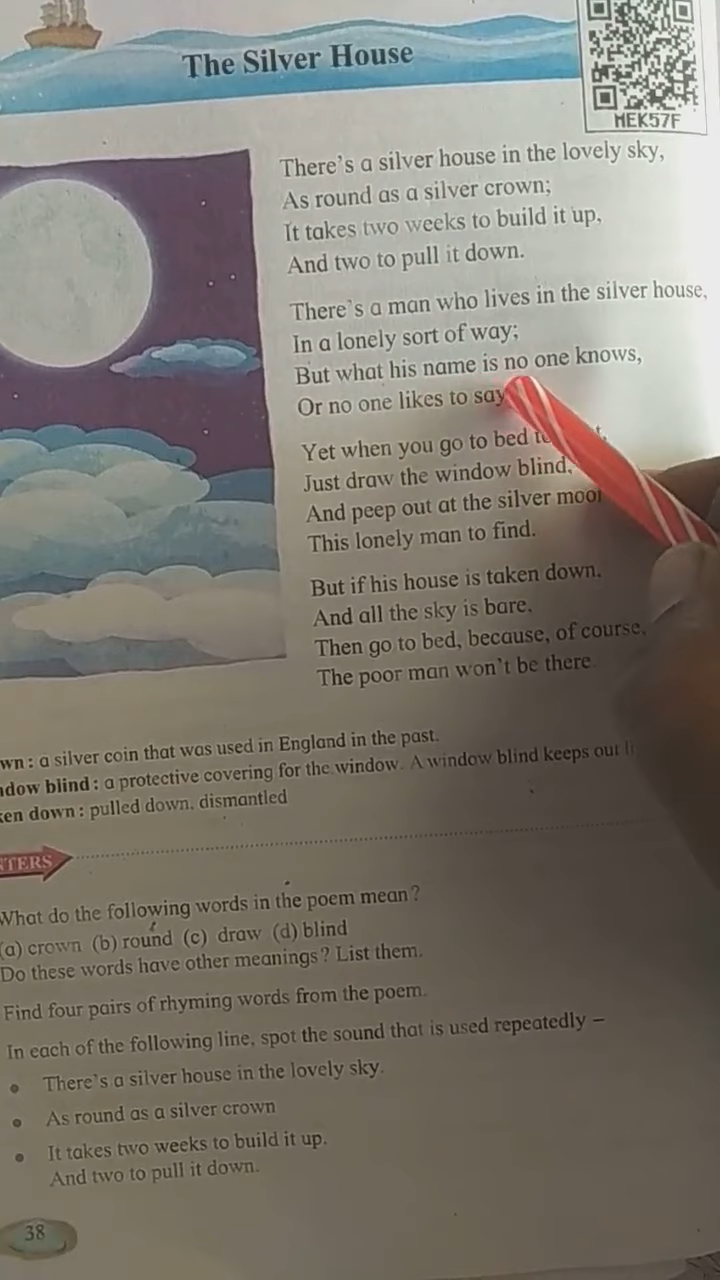 The Silver House
MEK57F
There's a silver house in the lovely sky,
As round as a silver crown;
It takes two weeks to build it up,
And two to pull it down.
There's a man who lives in the silver house,
In a lonely sort of way;
But what his name is no one knows,
Or no one likes to say
Yet when you go to bed
Just draw the window blind,
And peep out at the silver moon
This lonely man to find.
But if his house is taken down,
And all the sky is bare,
Then go to bed, because, of course,
The poor man won't be there.
wn : a silver coin that was used in England in the past.
ndow blind : a protective covering for the window. A window blind keeps out
ken down : pulled down, dismantled
NTERS
What do the following words in the poem mean?
(a) crown (b) round (c) draw (d) blind
Do these words have other meanings? List them.
Find four pairs of rhyming words from the poem.
In each of the following line, spot the sound that is used repeatedly –
• There's a silver house in the lovely sky.
• As round as a silver crown
• It takes two weeks to build it up.
And two to pull it down.
38